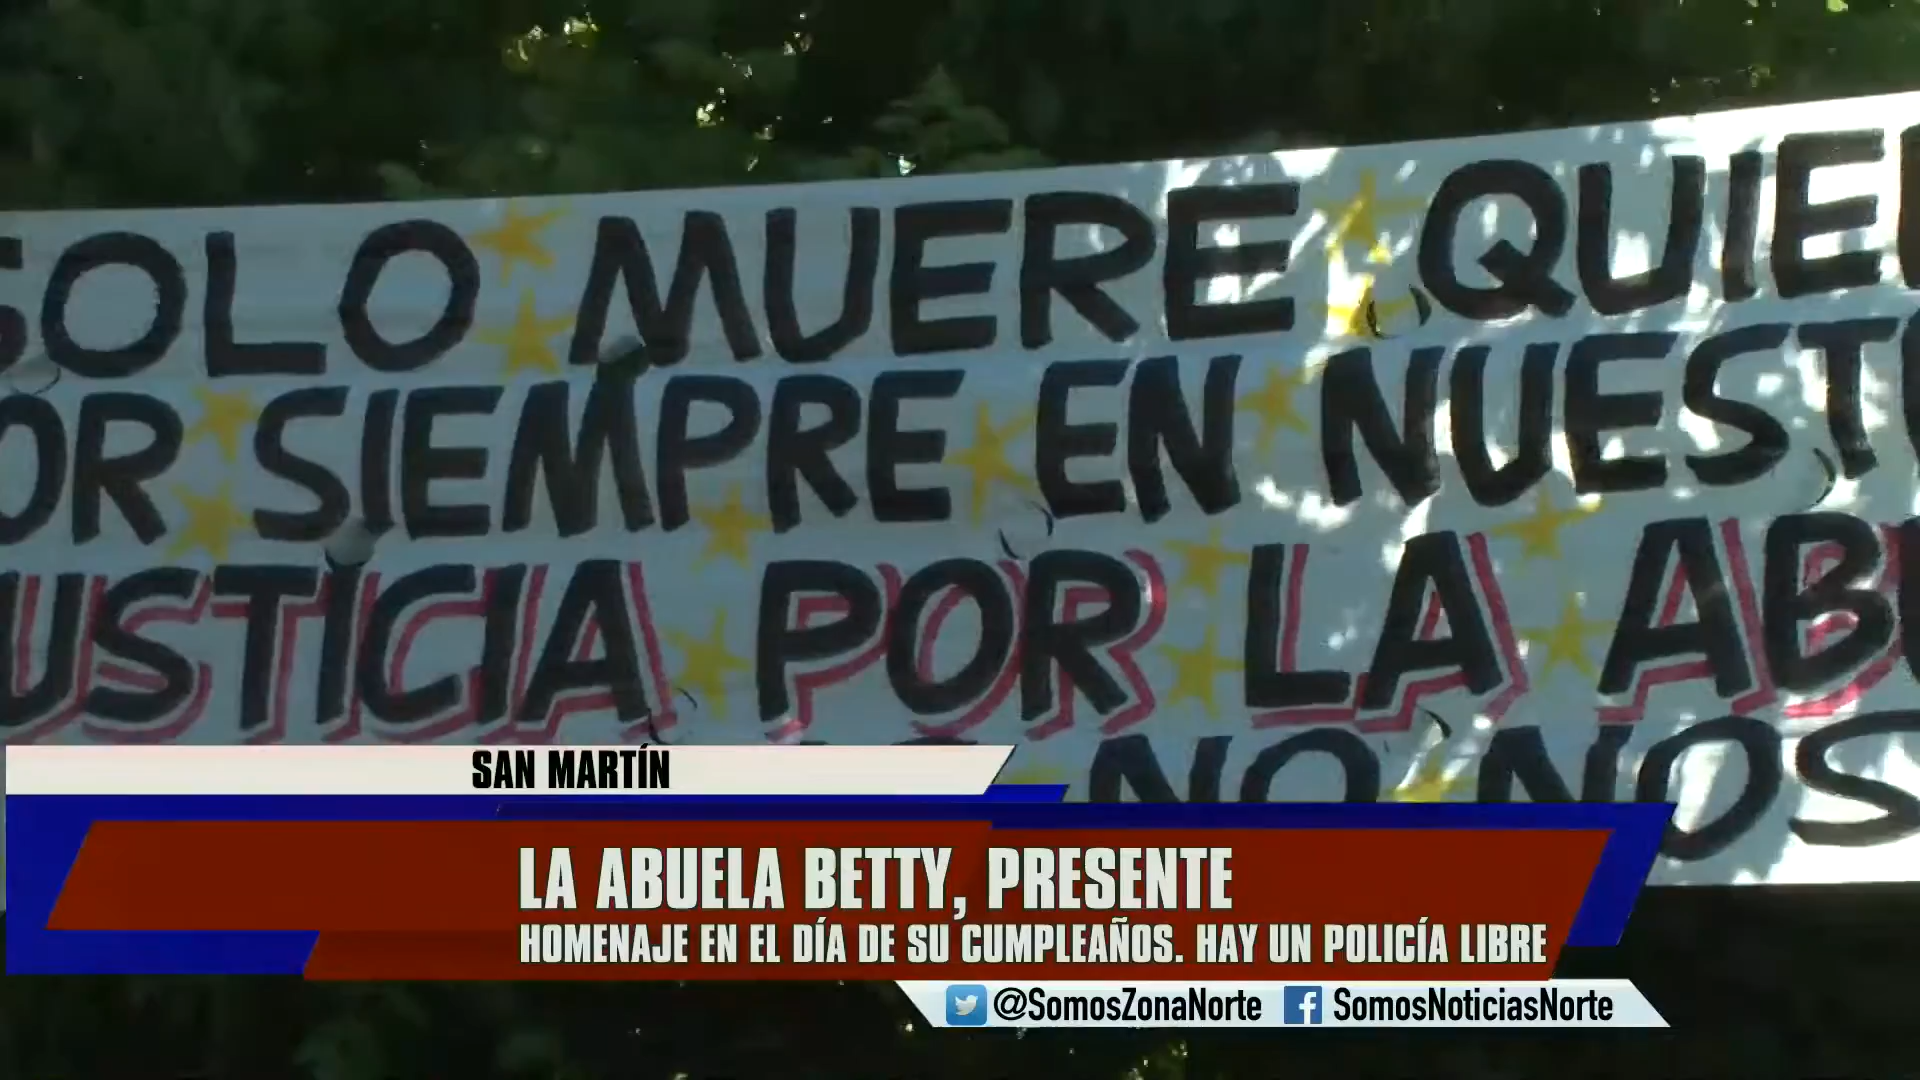 SOLO MUERE QUIE
OR SIEMPRE EN NUEST
USTICIA POR LA AB
NO NOS
SAN MARTÍN
LA ABUELA BETTY, PRESENTE
HOMENAJE EN EL DÍA DE SU CUMPLEAÑOS. HAY UN POLICÍA LIBRE
@SomosZonaNorte SomosNoticiasNorte